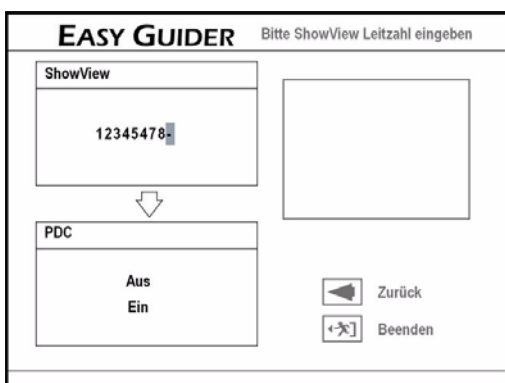 EASY GUIDER Bitte ShowView Leitzahl eingeben
ShowView
12345478-
PDC
Aus
Ein
Zurück
Beenden